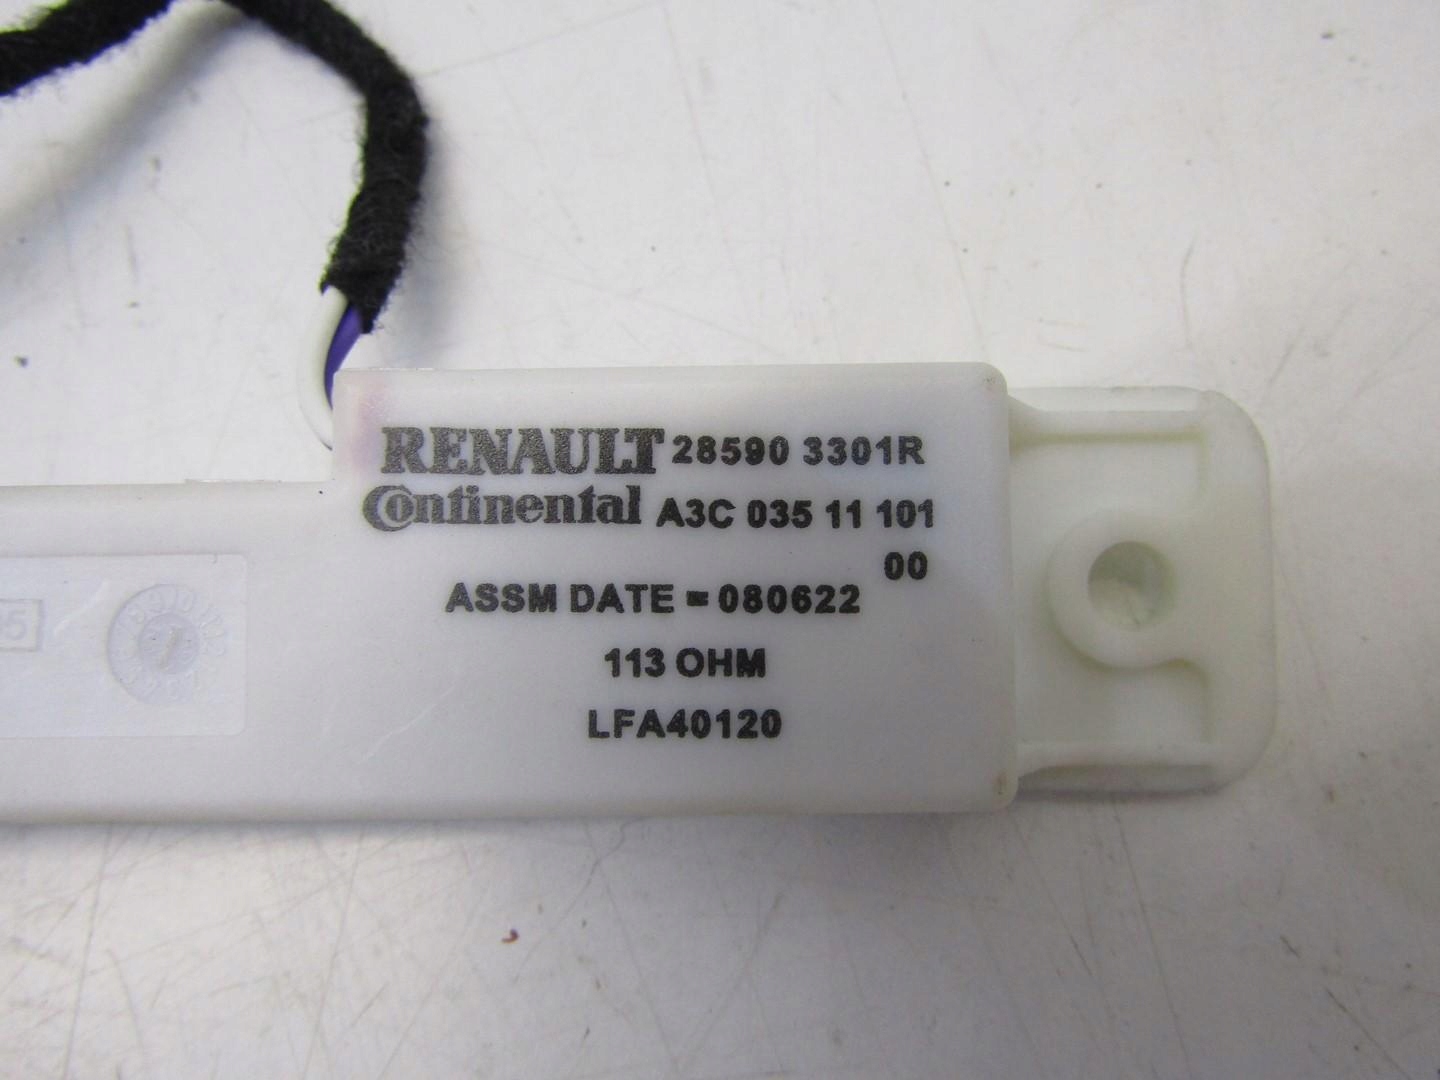 RENAULT 28590 3301R
Continental A3C 035 11 101
00
ASSM DATE = 080622
113 OHM
LFA40120